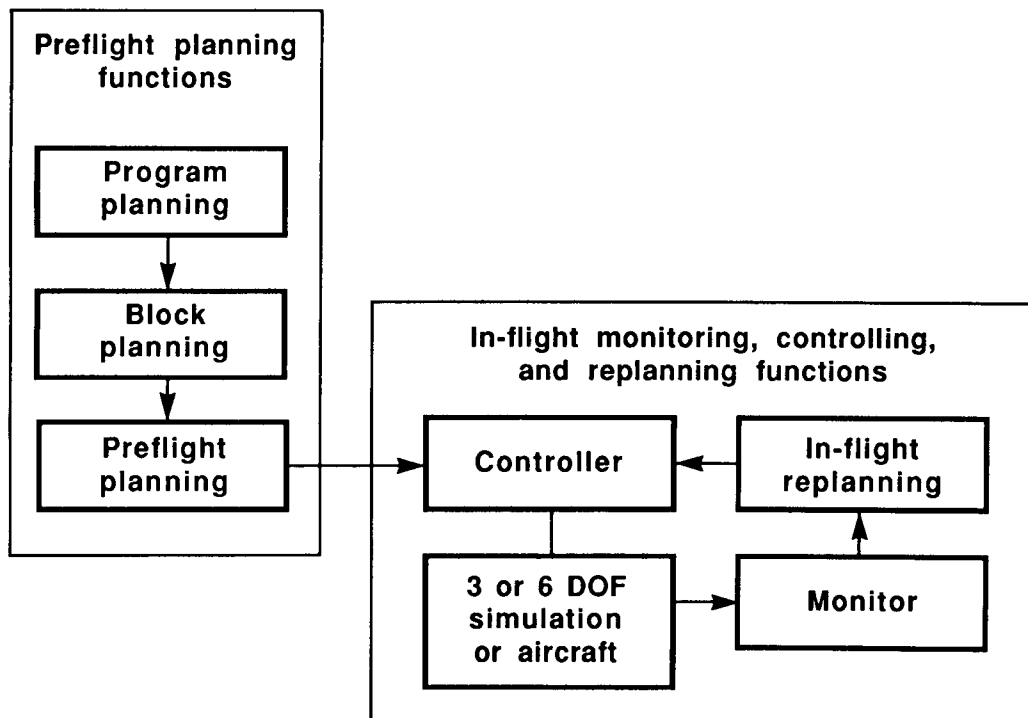 Preflight planning
functions
Program
planning
Block
planning
Preflight
planning
In-flight monitoring, controlling,
and replanning functions
Controller
In-flight
replanning
3 or 6 DOF
simulation
or aircraft
Monitor